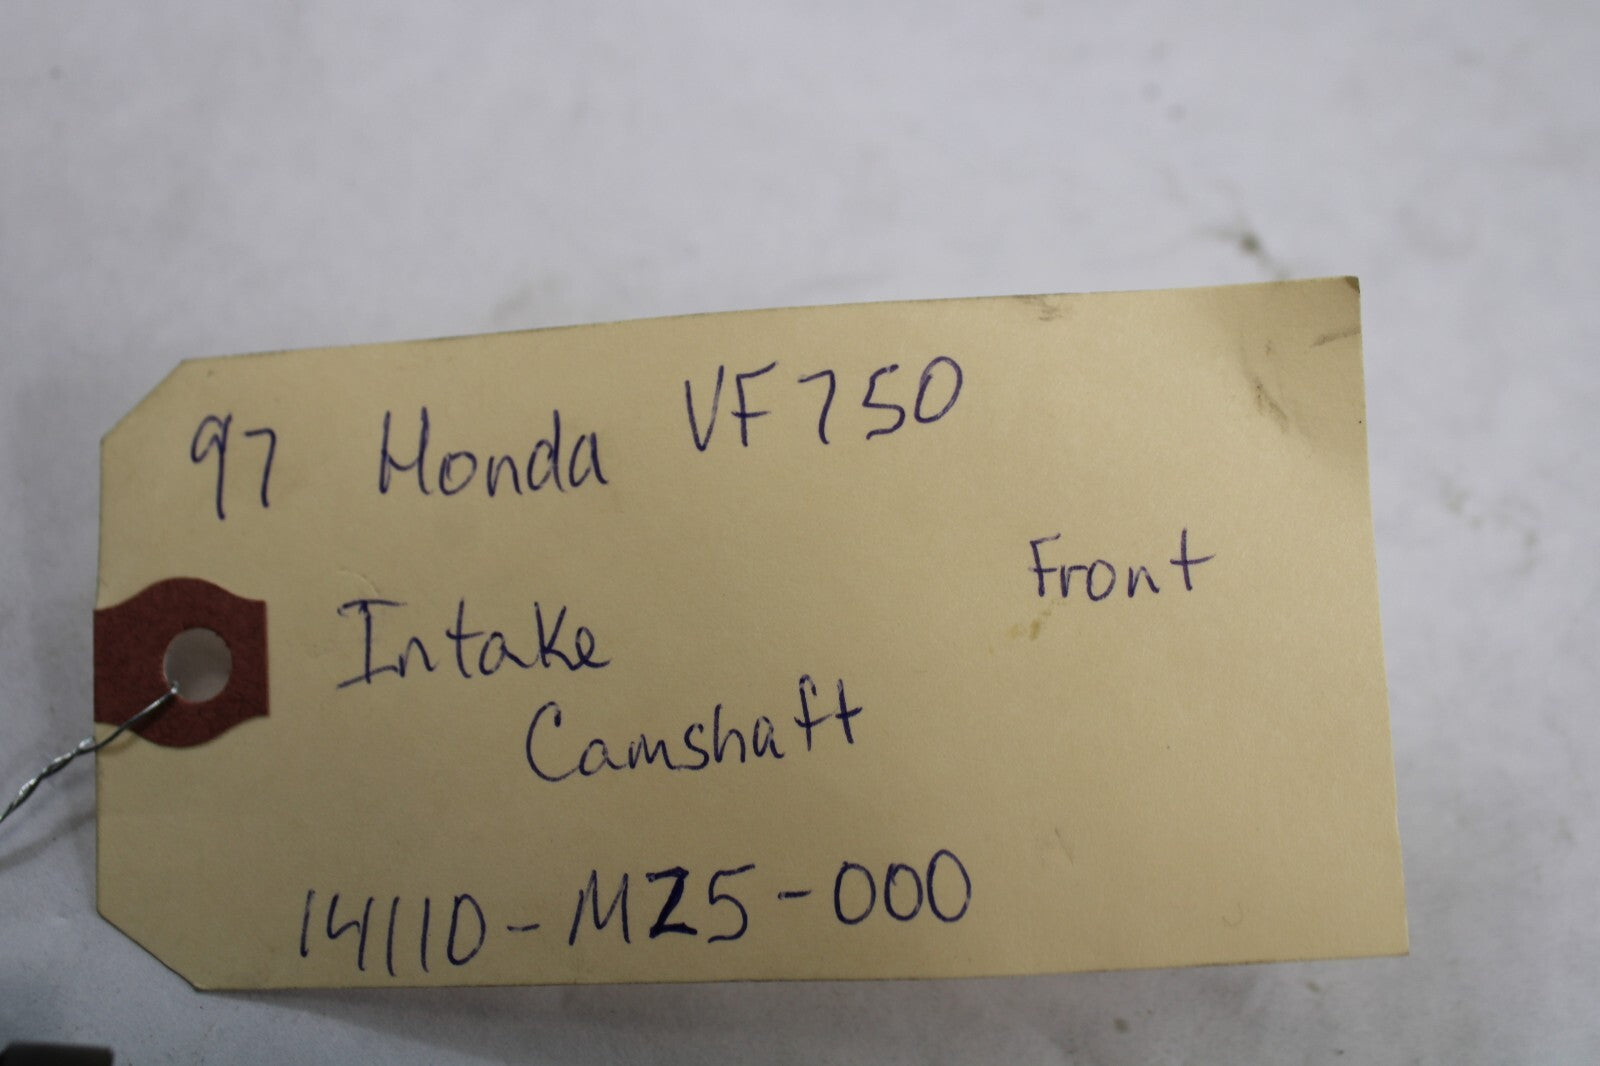 97 Honda VF750
Front
Intake
Camshaft
14110-MZ5-000